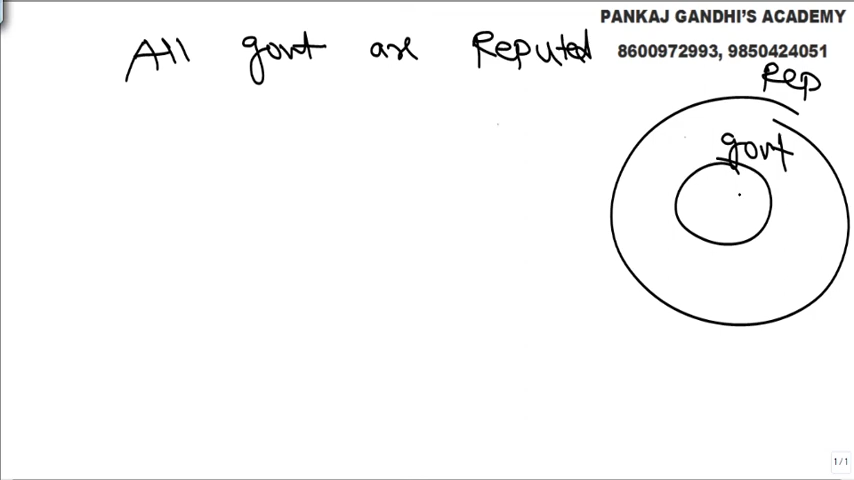 PANKAJ GANDHI'S ACADEMY
All govt are Reputed
8600972993, 9850424051
Rep
govt
1/1